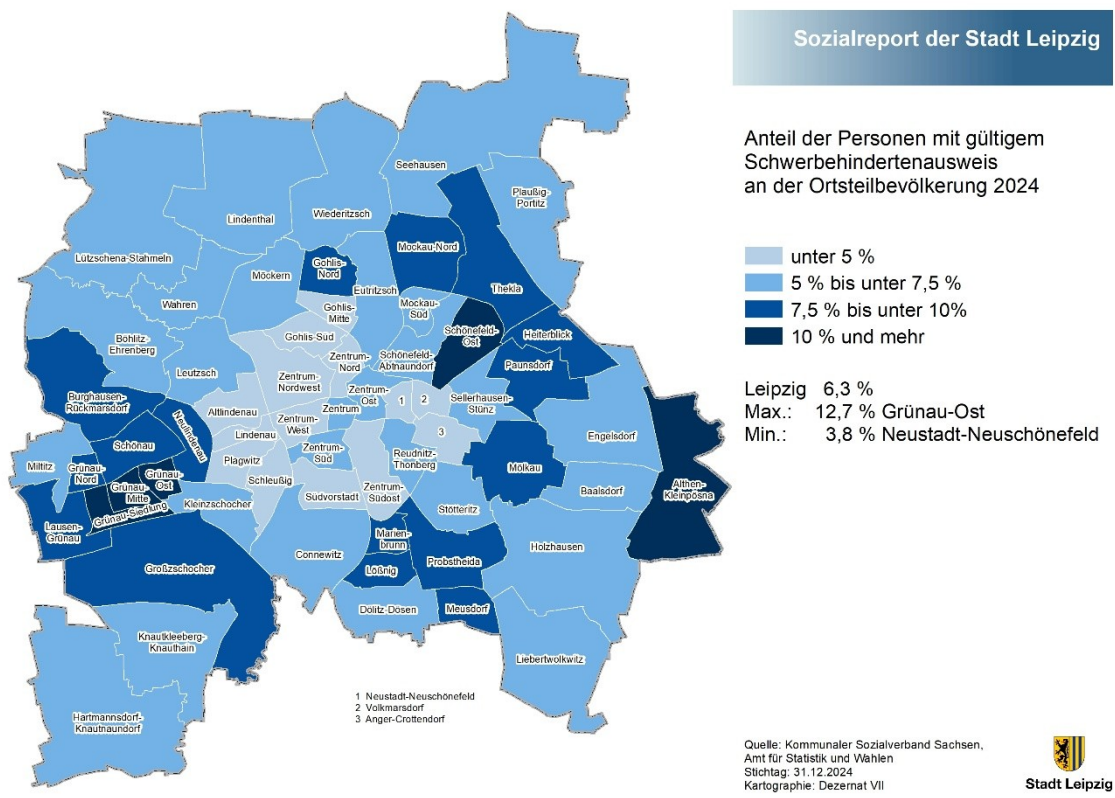 Sozialreport der Stadt Leipzig
Anteil der Personen mit gültigem
Schwerbehindertenausweis
an der Ortsteilbevölkerung 2024
unter 5 %
5 % bis unter 7,5 %
7,5 % bis unter 10%
10 % und mehr
Leipzig 6,3 %
Max.: 12,7 % Grünau-Ost
Min.: 3,8 % Neustadt-Neuschönefeld
Seehausen
Plaußig-
Portitz
Lindenthal
Wiederitzsch
Lützschena-Stahmeln
Mockau-Nord
Gohlis-
Nord
Möckern
Eutritzsch
Thekla
Wahren
Mockau-
Süd
Gohlis-
Mitte
Schönefeld-
Ost
Heiterblick
Böhlitz-
Ehrenberg
Gohlis-Süd
Schönefeld-
Abtnaundorf
Zentrum-
Nord
Paunsdorf
Leutzsch
Zentrum-
Nordwest
Zentrum-
Ost
Burghausen-
Rückmarsdorf
Altlindenau
Zentrum
1
2
Sellerhausen-
Stünz
Neulindenau
Zentrum-
West
3
Lindenau
Engelsdorf
Schönau
Zentrum-
Süd
Reudnitz-
Thonberg
Miltitz
Plagwitz
Mölkau
Grünau-
Nord
Grünau-
Ost
Schleußig
Zentrum-
Südost
Althen-
Kleinpösna
Grünau-
Mitte
Südvorstadt
Baalsdorf
Grünau-Siedlung
Kleinzschocher
Stötteritz
Lausen-
Grünau
Marien-
brunn
Holzhausen
Connewitz
Probstheida
Großzschocher
Lößnig
Dölitz-Dösen
Meusdorf
Knautkleeberg-
Knauthain
Liebertwolkwitz
Hartmannsdorf-
Knautnaundorf
1 Neustadt-Neuschönefeld
2 Volkmarsdorf
3 Anger-Crottendorf
Quelle: Kommunaler Sozialverband Sachsen,
Amt für Statistik und Wahlen
Stichtag: 31.12.2024
Kartographie: Dezernat VII
Stadt Leipzig